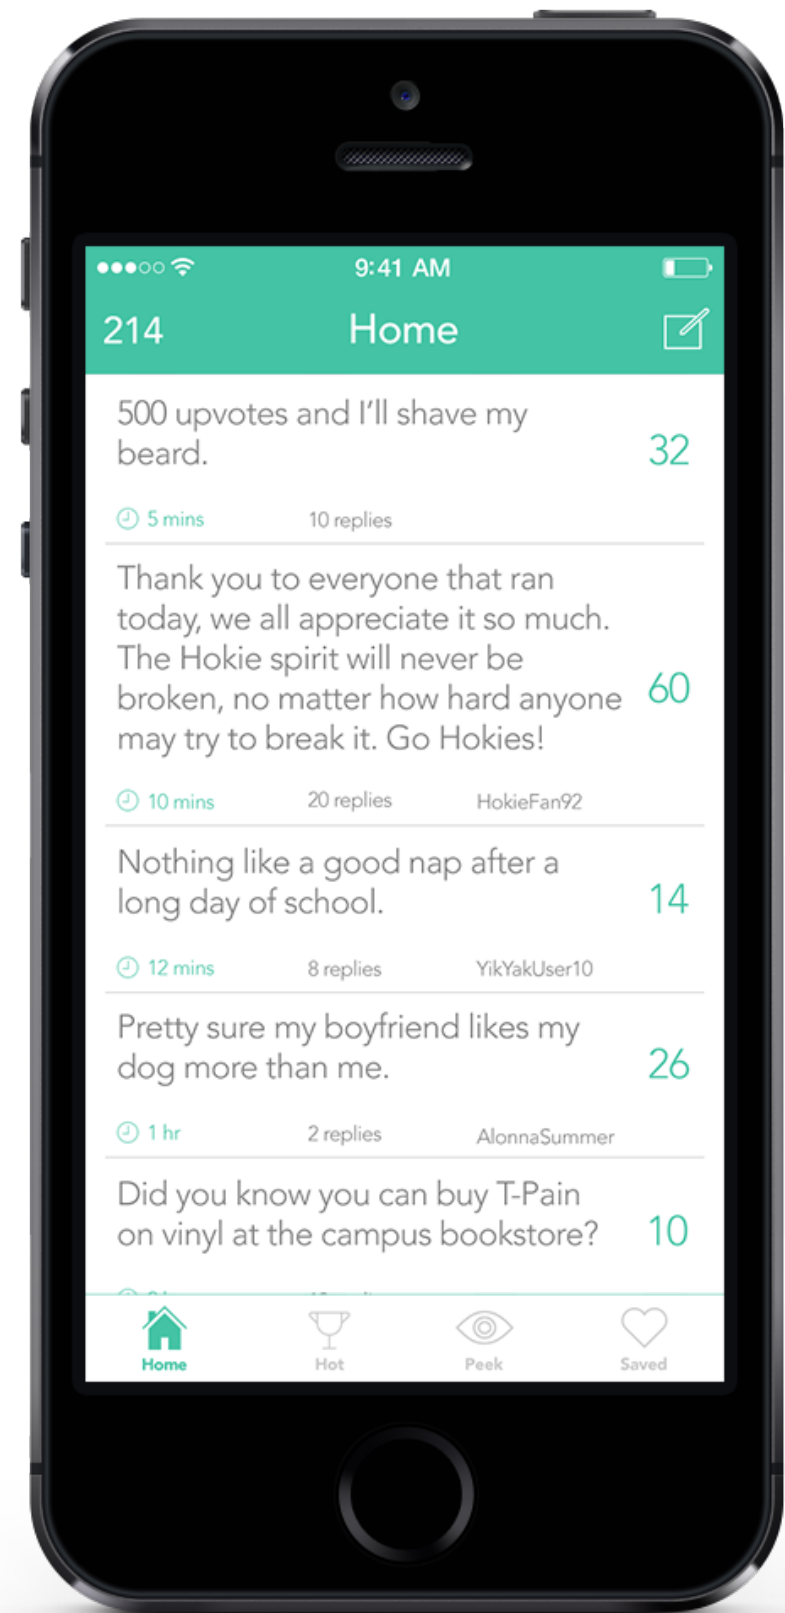 9:41 AM
214 Home
500 upvotes and I'll shave my
beard.
32
5 mins 10 replies
Thank you to everyone that ran
today, we all appreciate it so much.
The Hokie spirit will never be
broken, no matter how hard anyone
may try to break it. Go Hokies!
60
10 mins 20 replies HokieFan92
Nothing like a good nap after a
long day of school.
14
12 mins 8 replies YikYakUser10
Pretty sure my boyfriend likes my
dog more than me.
26
1 hr 2 replies AlonnaSummer
Did you know you can buy T-Pain
on vinyl at the campus bookstore?
10
Home Hot Peek Saved